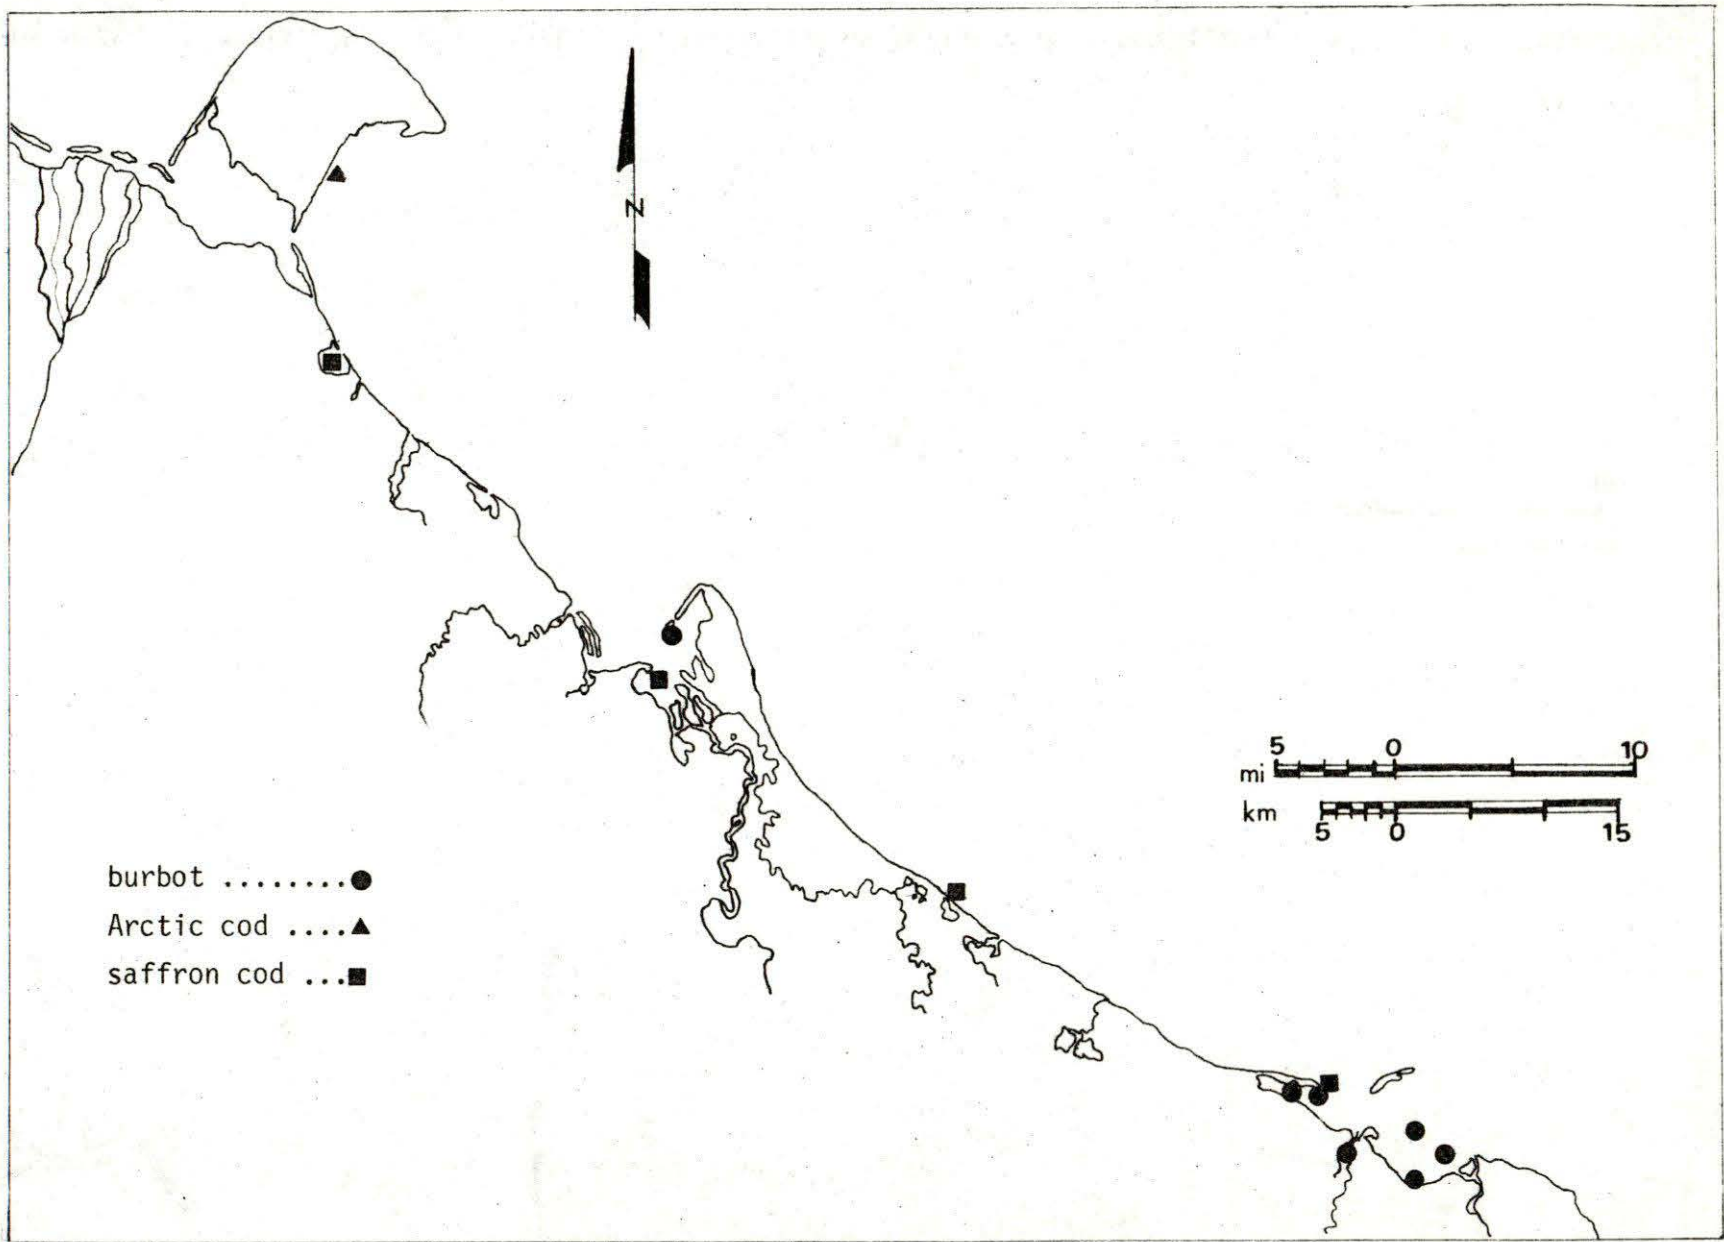 N
5 0 10
mi
km
5 0 15
burbot ........●
Arctic cod ....▲
saffron cod ...■